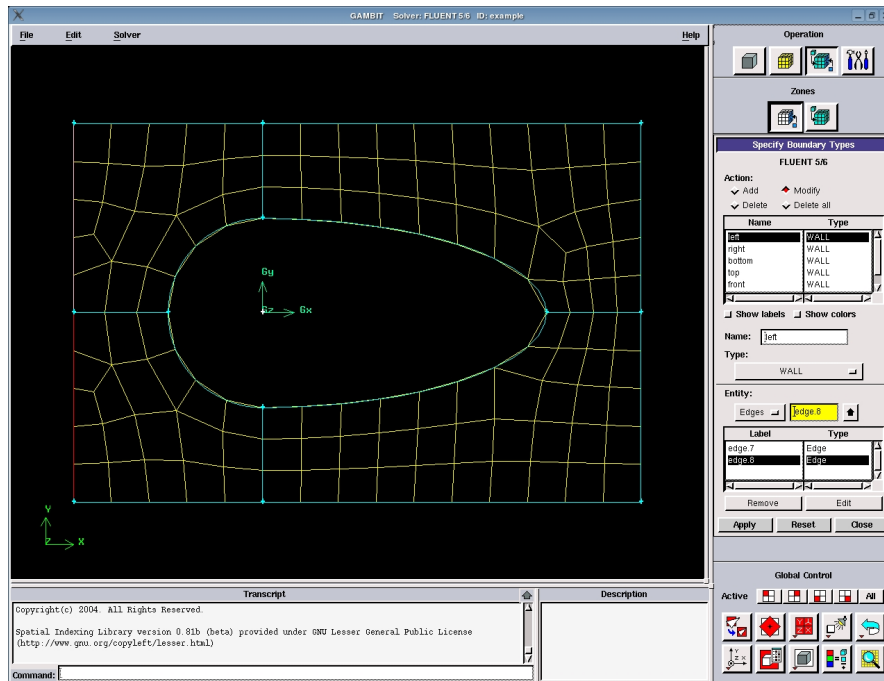 GAMBIT Solver: FLUENT 5/6 ID: example
File Edit Solver Help
Operation
Zones
Specify Boundary Types
FLUENT 5/6
Action:
Add Modify
Delete Delete all
Name Type
left WALL
right WALL
bottom WALL
top WALL
front WALL
Show labels Show colors
Name: left
Type:
WALL
Entity:
Edges edge.8
Label Type
edge.7 Edge
edge.8 Edge
Remove Edit
Apply Reset Close
Gy
Gz Gx
Y
Z X
Global Control
Active All
Transcript
Description
Copyright(c) 2004. All Rights Reserved.
Spatial Indexing Library version 0.81b (beta) provided under GNU Lesser General Public License
(http://www.gnu.org/copyleft/lesser.html)
Command: